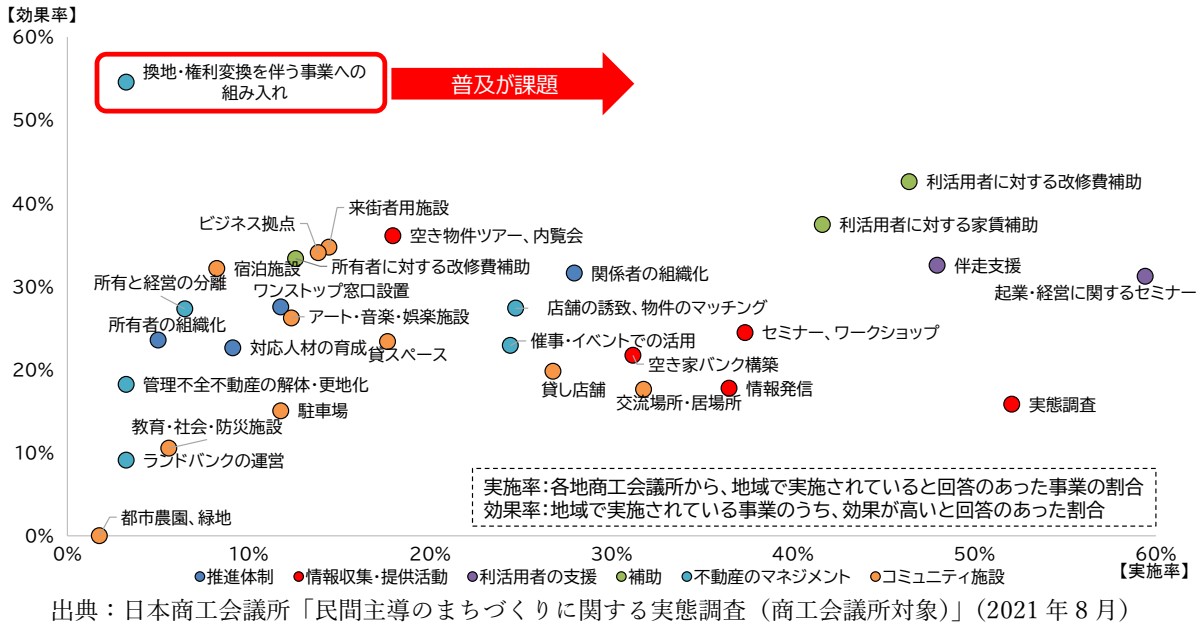 【効果率】
60%
50%
40%
30%
20%
10%
0%
換地・権利変換を伴う事業への
組み入れ
普及が課題
利活用者に対する改修費補助
来街者用施設
ビジネス拠点
空き物件ツアー、内覧会
利活用者に対する家賃補助
宿泊施設
所有者に対する改修費補助
関係者の組織化
伴走支援
所有と経営の分離
ワンストップ窓口設置
起業・経営に関するセミナー
店舗の誘致、物件のマッチング
アート・音楽・娯楽施設
所有者の組織化
セミナー、ワークショップ
対応人材の育成
貸スペース
催事・イベントでの活用
空き家バンク構築
管理不全不動産の解体・更地化
貸し店舗
交流場所・居場所
情報発信
駐車場
実態調査
教育・社会・防災施設
ランドバンクの運営
都市農園、緑地
実施率：各地商工会議所から、地域で実施されていると回答のあった事業の割合
効果率：地域で実施されている事業のうち、効果が高いと回答のあった割合
0% 10% 20% 30% 40% 50% 60%
【実施率】
推進体制 情報収集・提供活動 利活用者の支援 補助 不動産のマネジメント コミュニティ施設
出典：日本商工会議所「民間主導のまちづくりに関する実態調査（商工会議所対象）」（2021 年 8 月）